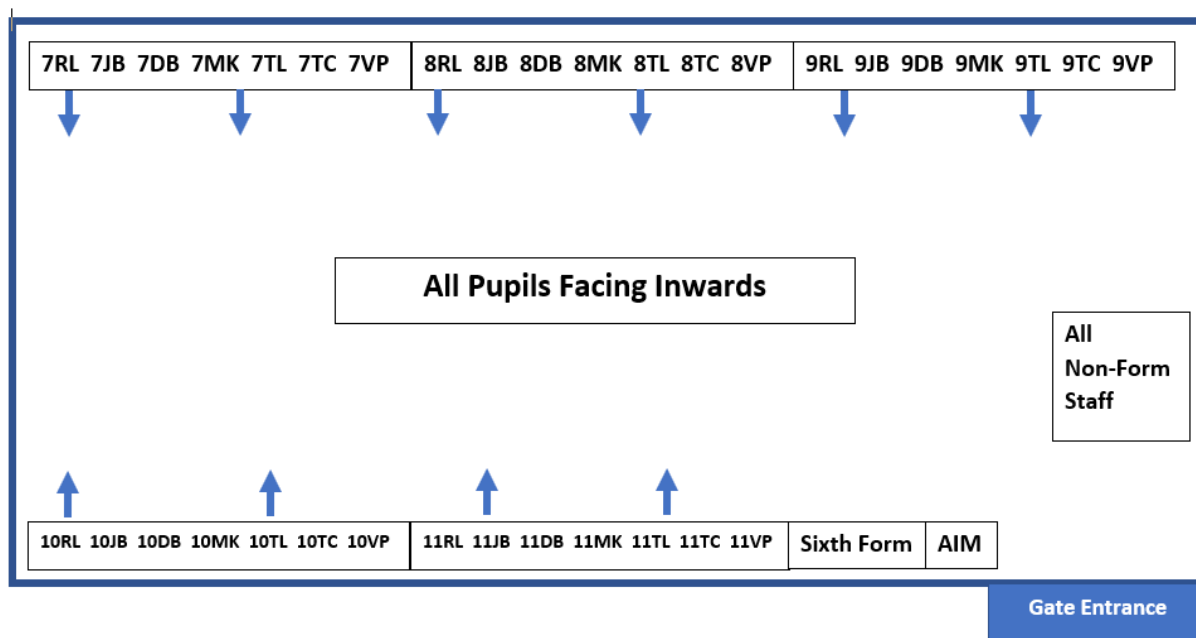 7RL 7JB 7DB 7MK 7TL 7TC 7VP 8RL 8JB 8DB 8MK 8TL 8TC 8VP 9RL 9JB 9DB 9MK 9TL 9TC 9VP
All Pupils Facing Inwards
All
Non-Form
Staff
10RL 10JB 10DB 10MK 10TL 10TC 10VP 11RL 11JB 11DB 11MK 11TL 11TC 11VP Sixth Form AIM
Gate Entrance